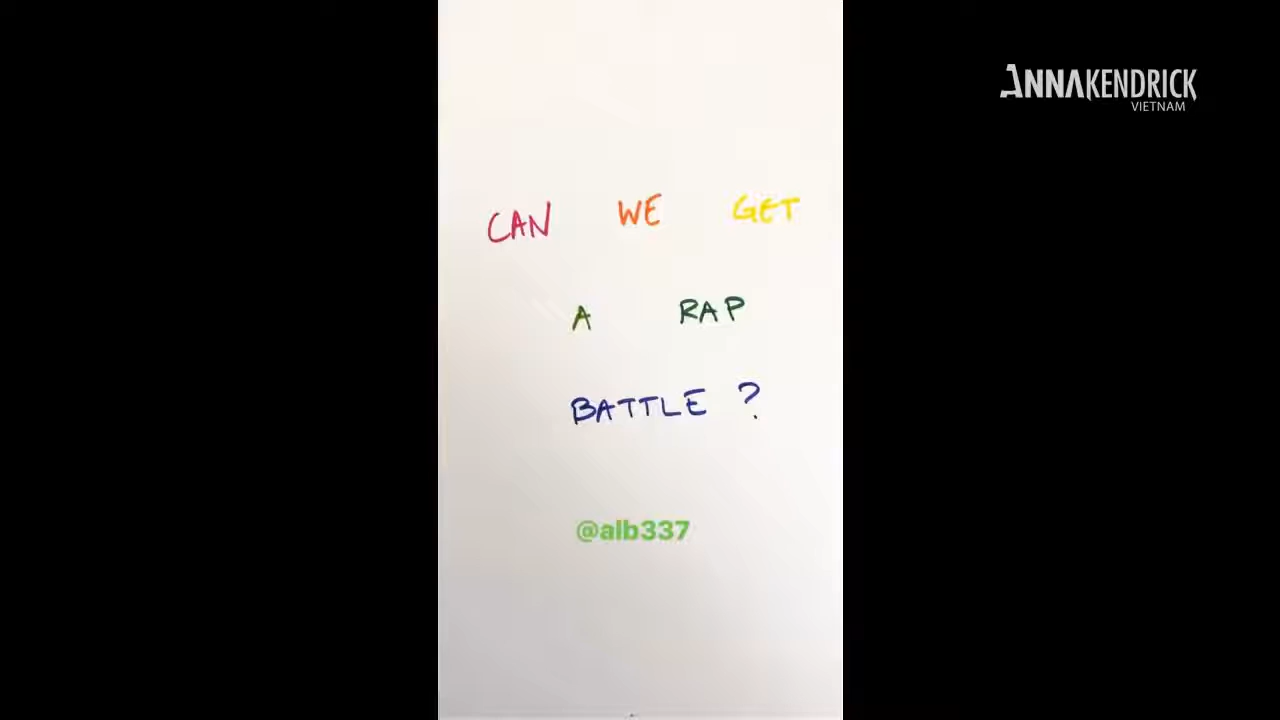 ANNAKENDRICK
VIETNAM
CAN WE GET
A RAP
BATTLE ?
@alb337